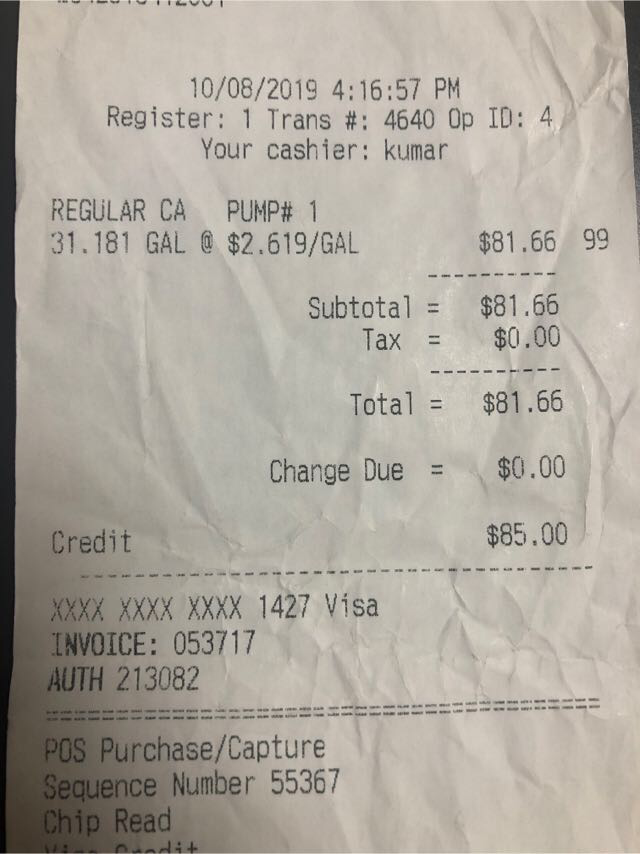 10/08/2019 4:16:57 PM
Register: 1 Trans #: 4640 Op ID: 4
Your cashier: kumar
REGULAR CA PUMP# 1
31.181 GAL @ $2.619/GAL $81.66 99
----------
Subtotal = $81.66
Tax = $0.00
----------
Total = $81.66
Change Due = $0.00
Credit $85.00
XXXX XXXX XXXX 1427 Visa
INVOICE: 053717
AUTH 213082
POS Purchase/Capture
Sequence Number 55367
Chip Read
Visa Credit